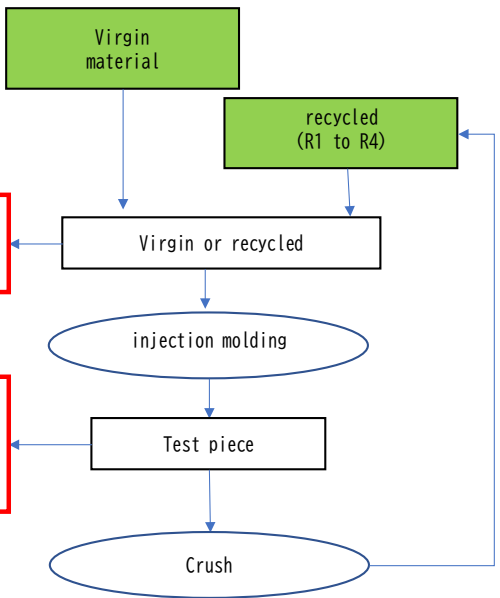 Virgin
material
recycled
(R1 to R4)
Virgin or recycled
injection molding
Test piece
Crush